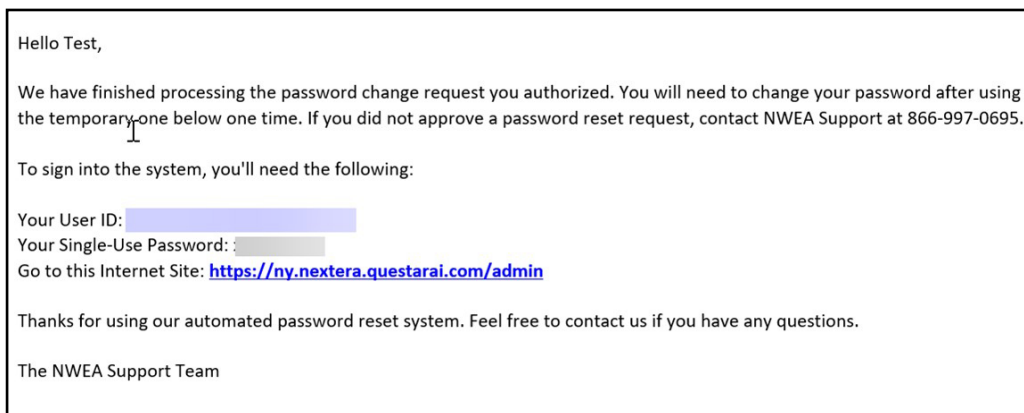 Hello Test,
We have finished processing the password change request you authorized. You will need to change your password after using
the temporary one below one time. If you did not approve a password reset request, contact NWEA Support at 866-997-0695.
To sign into the system, you'll need the following:
Your User ID:
Your Single-Use Password: :
Go to this Internet Site: https://ny.nextera.questarai.com/admin
Thanks for using our automated password reset system. Feel free to contact us if you have any questions.
The NWEA Support Team